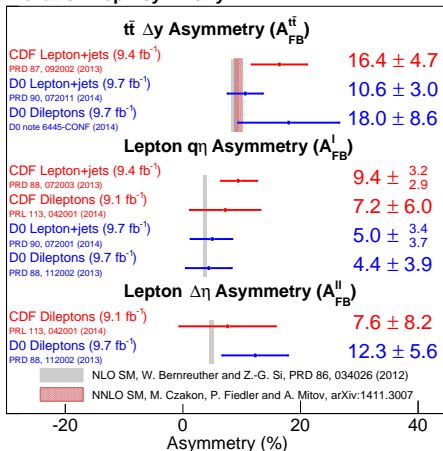 tt̄ Δy Asymmetry (A_FB^tt̄)
CDF Lepton+jets (9.4 fb⁻¹) 16.4 ± 4.7
PRD 87, 092002 (2013)
D0 Lepton+jets (9.7 fb⁻¹) 10.6 ± 3.0
PRD 90, 072011 (2014)
D0 Dileptons (9.7 fb⁻¹) 18.0 ± 8.6
D0 note 6445-CONF (2014)
Lepton qη Asymmetry (A_FB^l)
CDF Lepton+jets (9.4 fb⁻¹) 9.4 ± 3.2 2.9
PRD 88, 072003 (2013)
CDF Dileptons (9.1 fb⁻¹) 7.2 ± 6.0
PRL 113, 042001 (2014)
D0 Lepton+jets (9.7 fb⁻¹) 5.0 ± 3.4 3.7
PRD 90, 072001 (2014)
D0 Dileptons (9.7 fb⁻¹) 4.4 ± 3.9
PRD 88, 112002 (2013)
Lepton Δη Asymmetry (A_FB^ll)
CDF Dileptons (9.1 fb⁻¹) 7.6 ± 8.2
PRL 113, 042001 (2014)
D0 Dileptons (9.7 fb⁻¹) 12.3 ± 5.6
PRD 88, 112002 (2013)
NLO SM, W. Bernreuther and Z.-G. Si, PRD 86, 034026 (2012)
NNLO SM, M. Czakon, P. Fiedler and A. Mitov, arXiv:1411.3007
−20 0 20 40
Asymmetry (%)